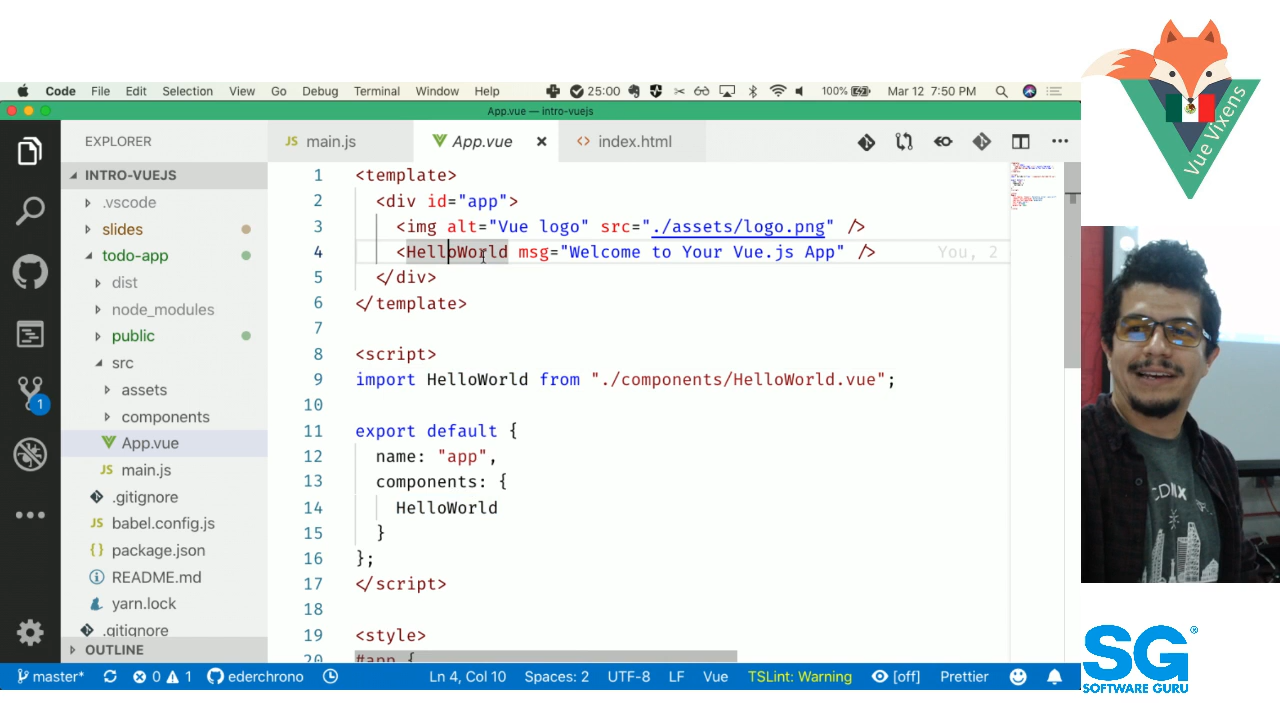 Code File Edit Selection View Go Debug Terminal Window Help 25:00 100% Mar 12 7:50 PM
App.vue — intro-vuejs
EXPLORER
JS main.js
App.vue
<> index.html
INTRO-VUEJS
.vscode
slides
todo-app
dist
node_modules
public
src
assets
components
App.vue
JS main.js
.gitignore
JS babel.config.js
{} package.json
README.md
yarn.lock
.gitignore
OUTLINE
1
1 <template>
2 <div id="app">
3 <img alt="Vue logo" src="./assets/logo.png" />
4 <HelloWorld msg="Welcome to Your Vue.js App" /> You, 2
5 </div>
6 </template>
7
8 <script>
9 import HelloWorld from "./components/HelloWorld.vue";
10
11 export default {
12 name: "app",
13 components: {
14 HelloWorld
15 }
16 };
17 </script>
18
19 <style>
20 #app {
master* 0 1 ederchrono Ln 4, Col 10 Spaces: 2 UTF-8 LF Vue TSLint: Warning [off] Prettier
Vue Vixens
CDMX
SG®
SOFTWARE GURU